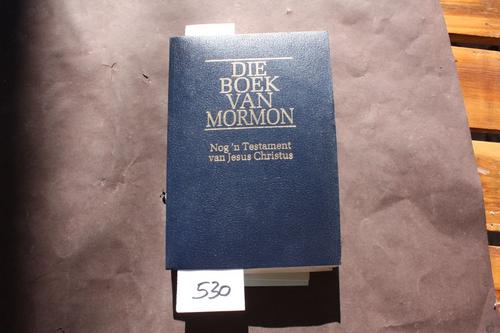 DIE
BOEK
VAN
MORMON
Nog 'n Testament
van Jesus Christus
530